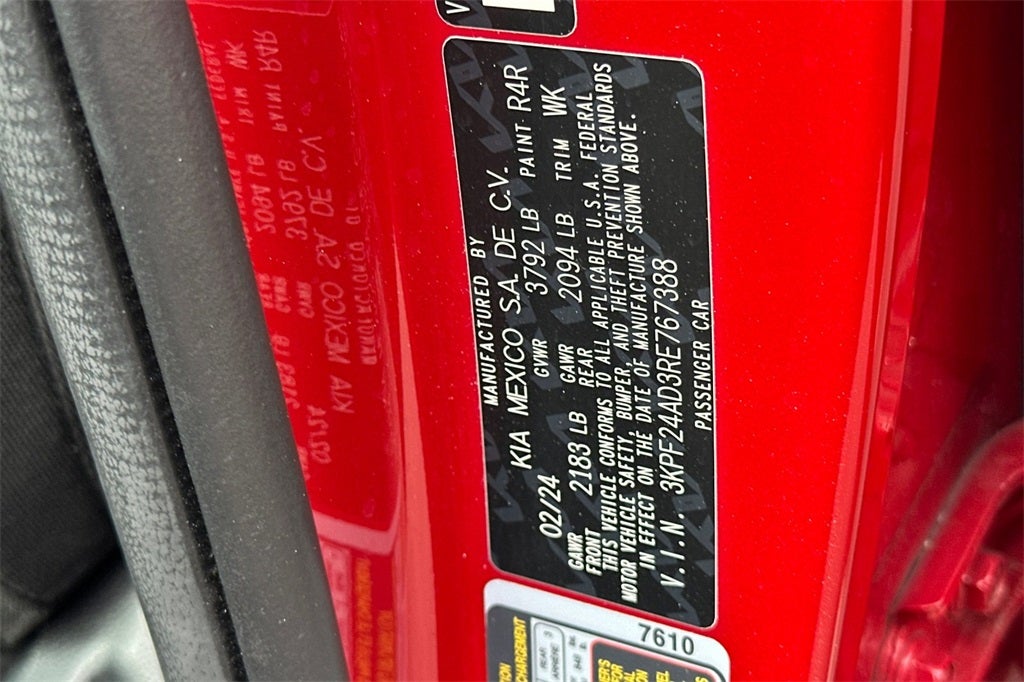 V
MANUFACTURED BY
KIA MEXICO S.A. DE C.V.
02/24 GVWR 3792 LB PAINT R4R
GAWR FRONT 2183 LB GAWR REAR 2094 LB TRIM WK
THIS VEHICLE CONFORMS TO ALL APPLICABLE U.S.A. FEDERAL
MOTOR VEHICLE SAFETY, BUMPER, AND THEFT PREVENTION STANDARDS
IN EFFECT ON THE DATE OF MANUFACTURE SHOWN ABOVE.
V.I.N. 3KPF24AD3RE767388
PASSENGER CAR
7610
REAR
3